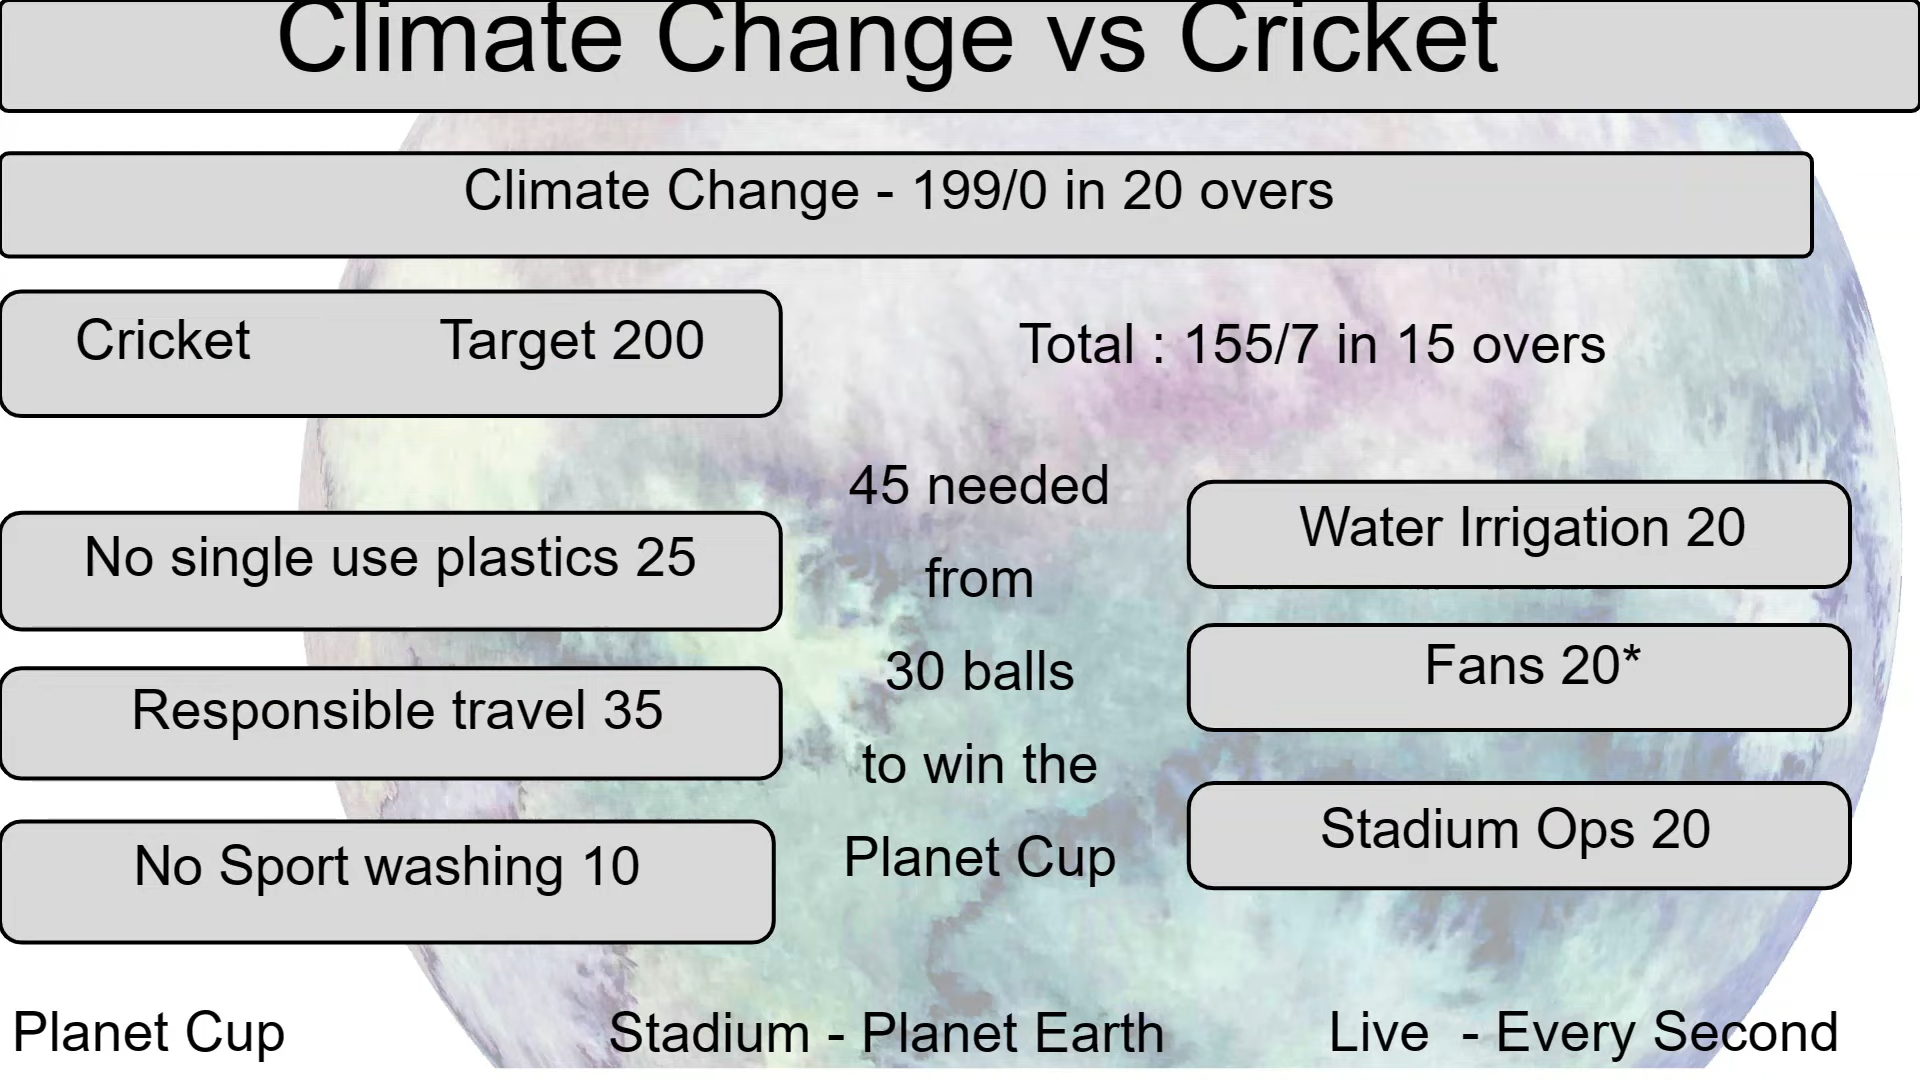 Climate Change vs Cricket
Climate Change - 199/0 in 20 overs
Cricket Target 200
Total : 155/7 in 15 overs
No single use plastics 25
Responsible travel 35
No Sport washing 10
45 needed
from
30 balls
to win the
Planet Cup
Water Irrigation 20
Fans 20*
Stadium Ops 20
Planet Cup
Stadium - Planet Earth
Live - Every Second